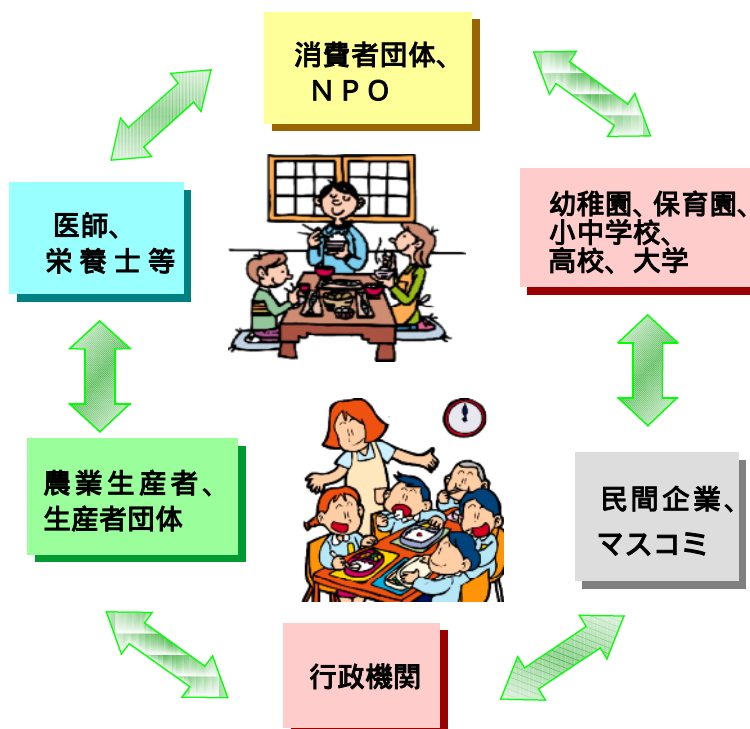 消費者団体、
ＮＰＯ
医師、
栄養士等
幼稚園、保育園、
小中学校、
高校、大学
農業生産者、
生産者団体
民間企業、
マスコミ
行政機関